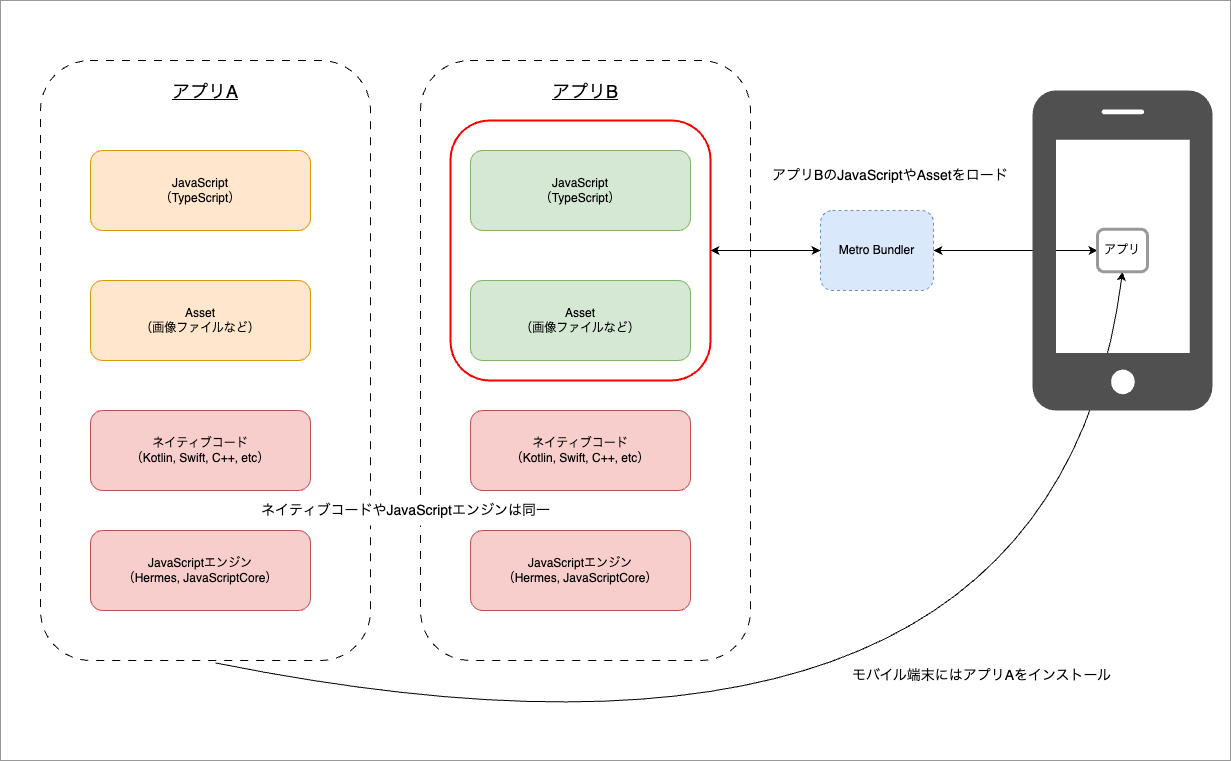 アプリA
JavaScript
（TypeScript）
Asset
（画像ファイルなど）
ネイティブコード
（Kotlin, Swift, C++, etc）
JavaScriptエンジン
（Hermes, JavaScriptCore）
アプリB
JavaScript
（TypeScript）
Asset
（画像ファイルなど）
ネイティブコード
（Kotlin, Swift, C++, etc）
JavaScriptエンジン
（Hermes, JavaScriptCore）
ネイティブコードやJavaScriptエンジンは同一
アプリBのJavaScriptやAssetをロード
Metro Bundler
アプリ
モバイル端末にはアプリAをインストール